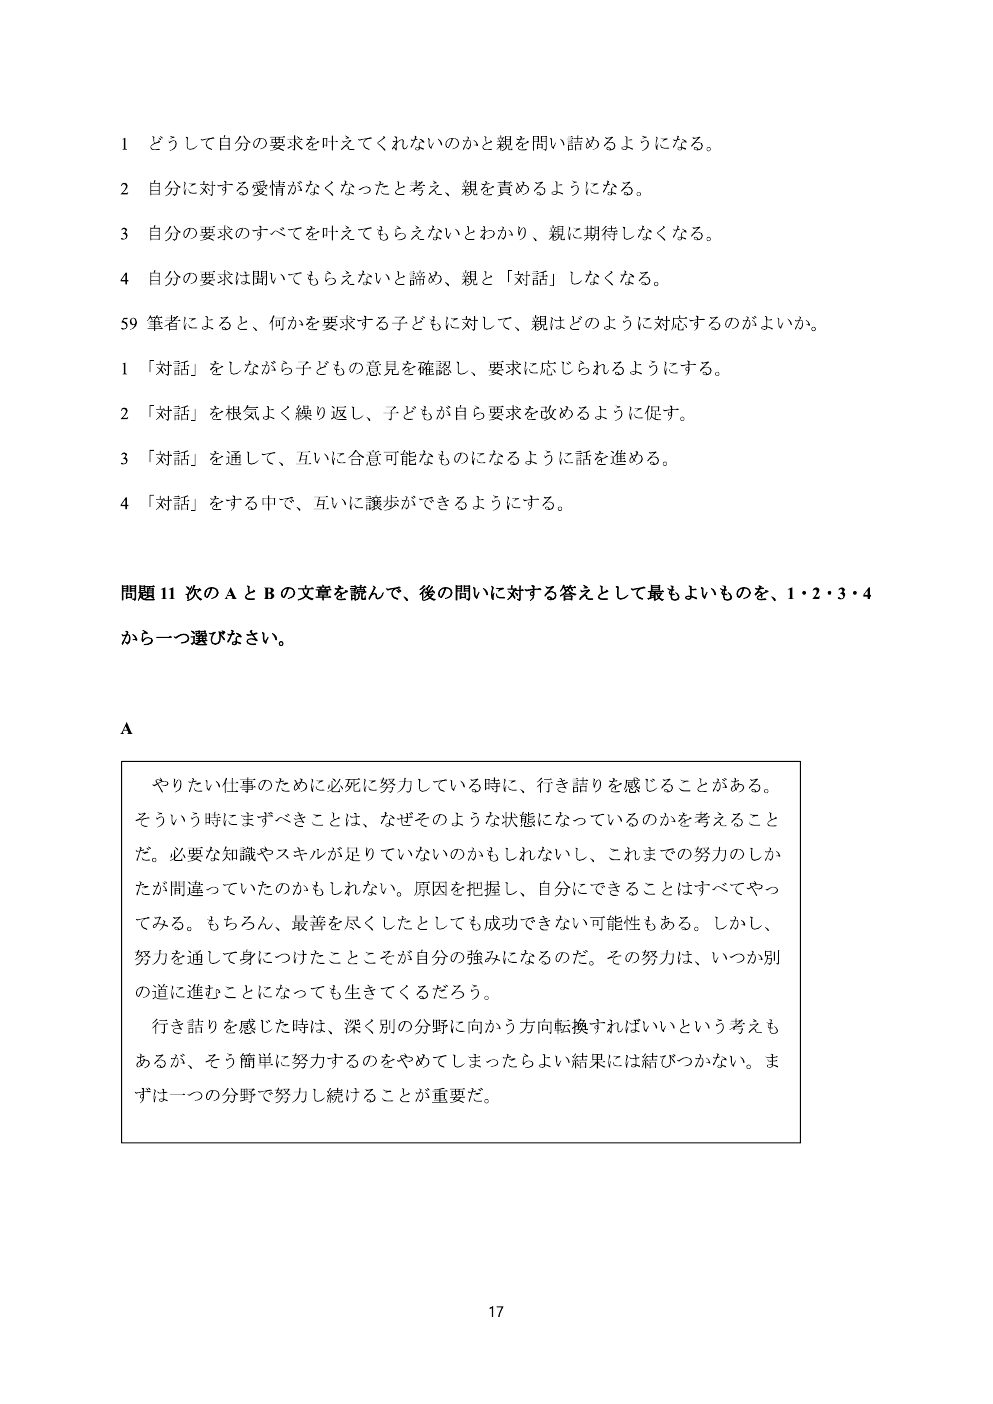 1 どうして自分の要求を叶えてくれないのかと親を問い詰めるようになる。
2 自分に対する愛情がなくなったと考え、親を責めるようになる。
3 自分の要求のすべてを叶えてもらえないとわかり、親に期待しなくなる。
4 自分の要求は聞いてもらえないと諦め、親と「対話」しなくなる。
59 筆者によると、何かを要求する子どもに対して、親はどのように対応するのがよいか。
1 「対話」をしながら子どもの意見を確認し、要求に応じられるようにする。
2 「対話」を根気よく繰り返し、子どもが自ら要求を改めるように促す。
3 「対話」を通して、互いに合意可能なものになるように話を進める。
4 「対話」をする中で、互いに譲歩ができるようにする。
問題 11 次の A と B の文章を読んで、後の問いに対する答えとして最もよいものを、1・2・3・4
から一つ選びなさい。
A
やりたい仕事のために必死に努力している時に、行き詰りを感じることがある。
そういう時にまずべきことは、なぜそのような状態になっているのかを考えること
だ。必要な知識やスキルが足りていないのかもしれないし、これまでの努力のしか
たが間違っていたのかもしれない。原因を把握し、自分にできることはすべてやっ
てみる。もちろん、最善を尽くしたとしても成功できない可能性もある。しかし、
努力を通して身につけたことこそが自分の強みになるのだ。その努力は、いつか別
の道に進むことになっても生きてくるだろう。
行き詰りを感じた時は、深く別の分野に向かう方向転換すればいいという考えも
あるが、そう簡単に努力するのをやめてしまったらよい結果には結びつかない。ま
ずは一つの分野で努力し続けることが重要だ。
17